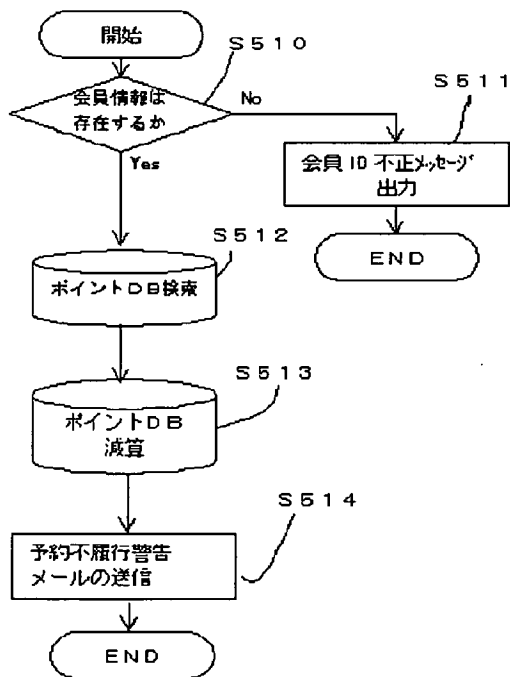 開始
S510
会員情報は
存在するか
No
S511
Yes
会員ID不正メッセージ
出力
END
S512
ポイントDB検索
S513
ポイントDB
減算
S514
予約不履行警告
メールの送信
END